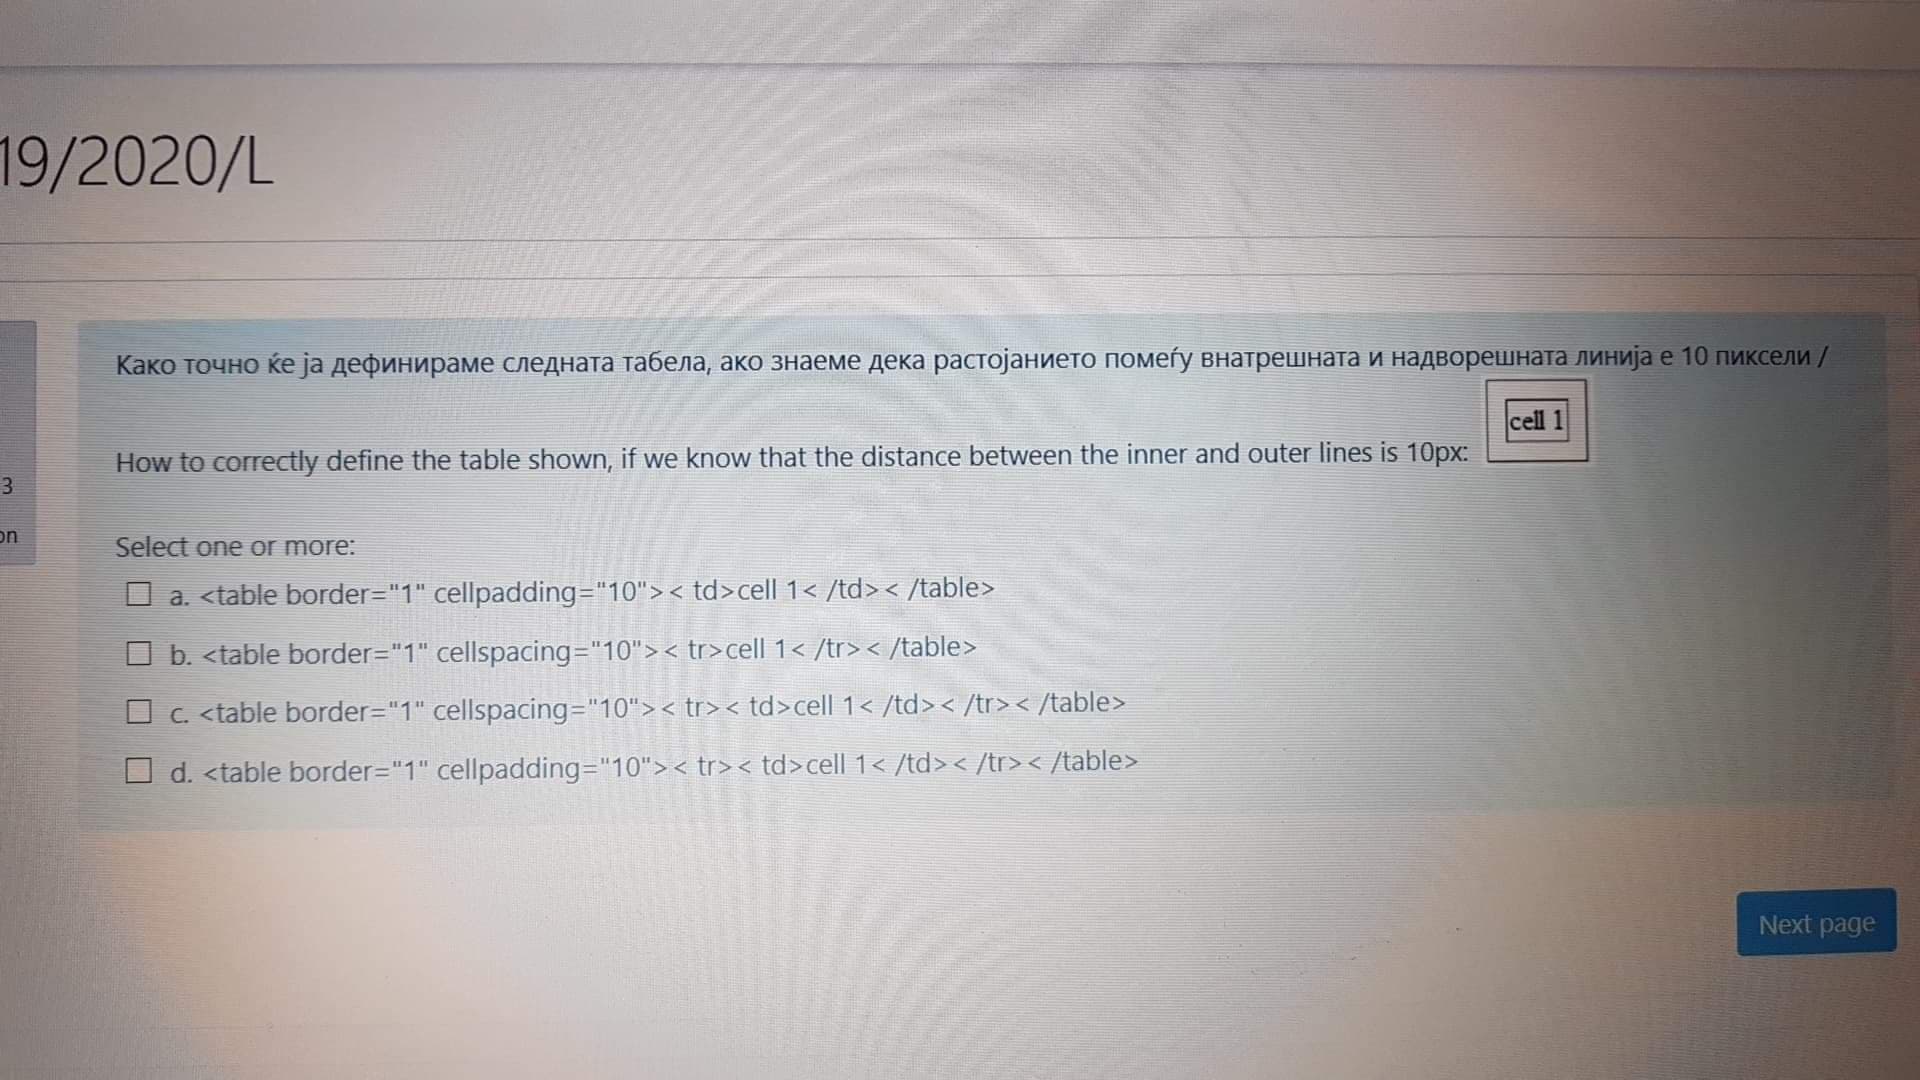 19/2020/L
Како точно ќе ја дефинираме следната табела, ако знаеме дека растојанието помеѓу внатрешната и надворешната линија е 10 пиксели /
cell 1
How to correctly define the table shown, if we know that the distance between the inner and outer lines is 10px:
3
on
Select one or more:
a. <table border="1" cellpadding="10">< td>cell 1< /td>< /table>
b. <table border="1" cellspacing="10">< tr>cell 1< /tr>< /table>
c. <table border="1" cellspacing="10">< tr>< td>cell 1< /td>< /tr>< /table>
d. <table border="1" cellpadding="10">< tr>< td>cell 1< /td>< /tr>< /table>
Next page